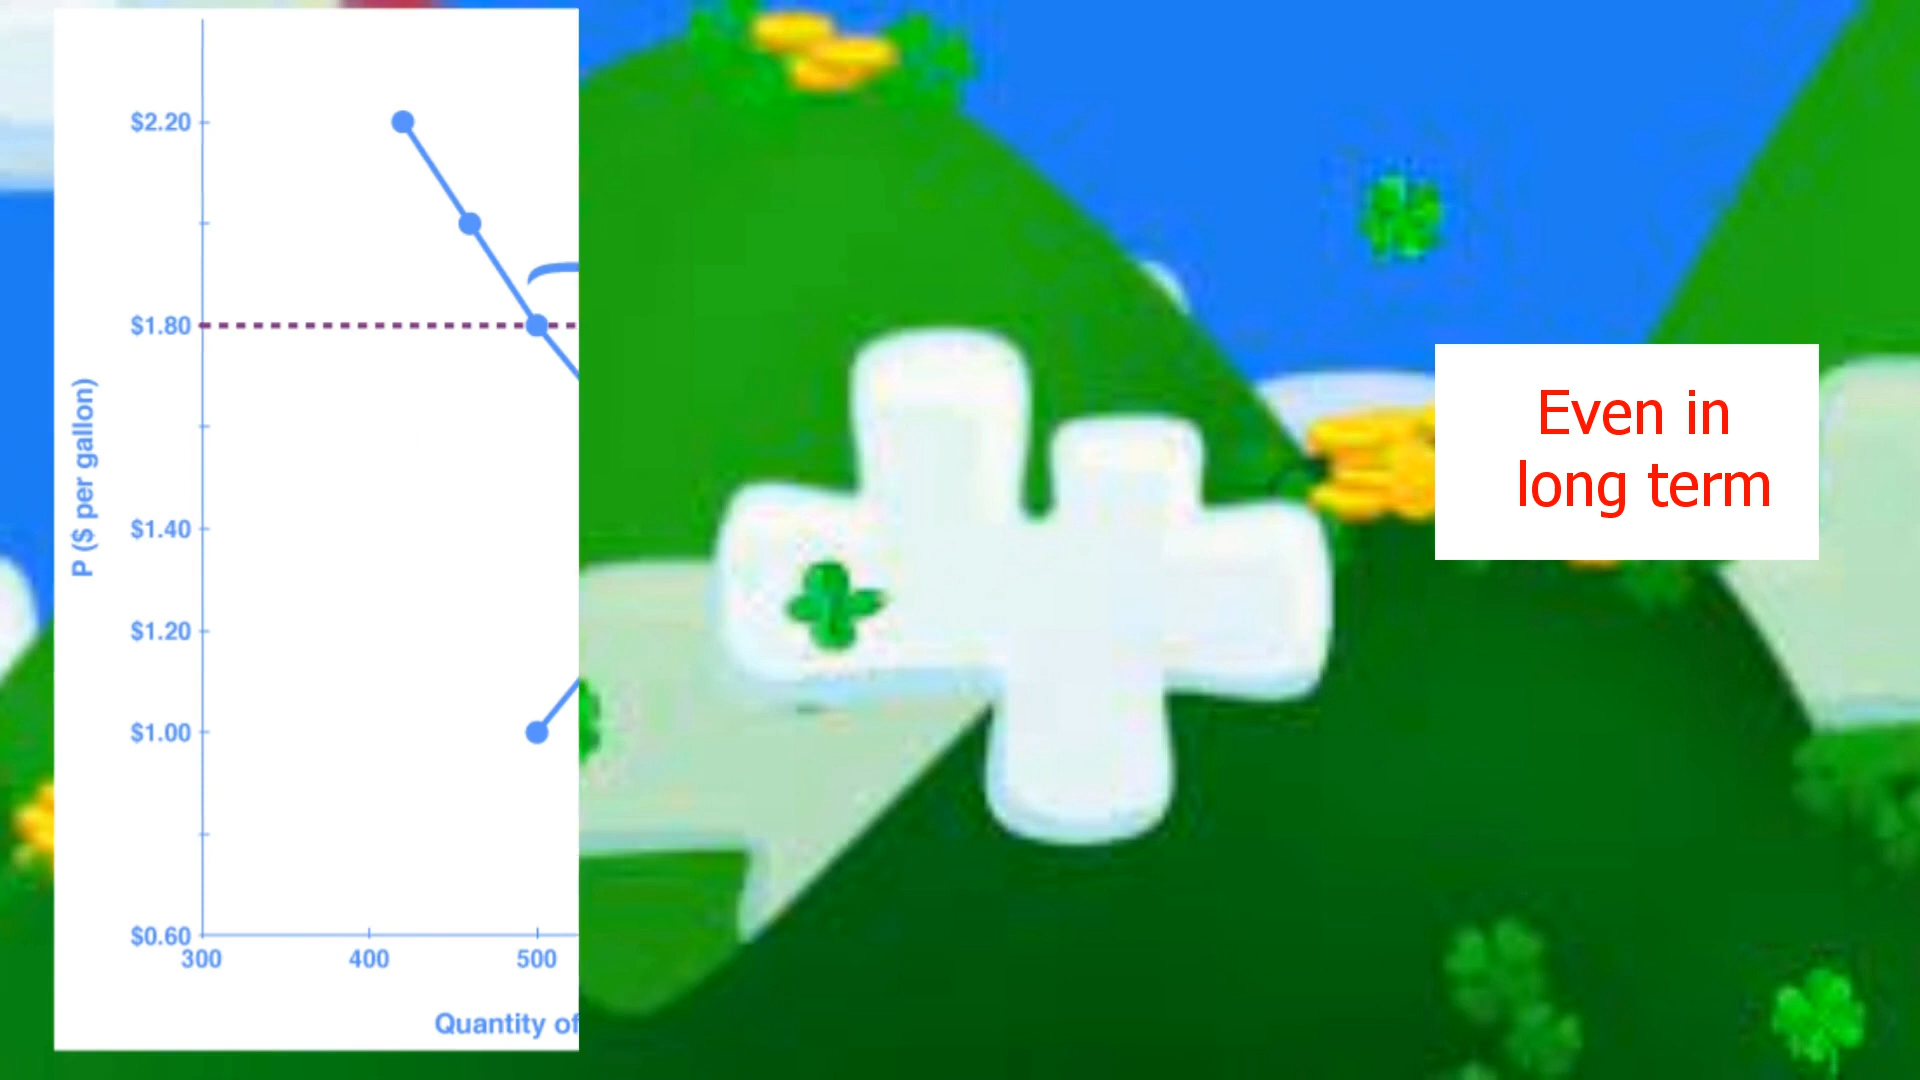 $2.20
$1.80
$1.40
$1.20
$1.00
$0.60
P ($ per gallon)
300 400 500
Quantity of
Even in
long term